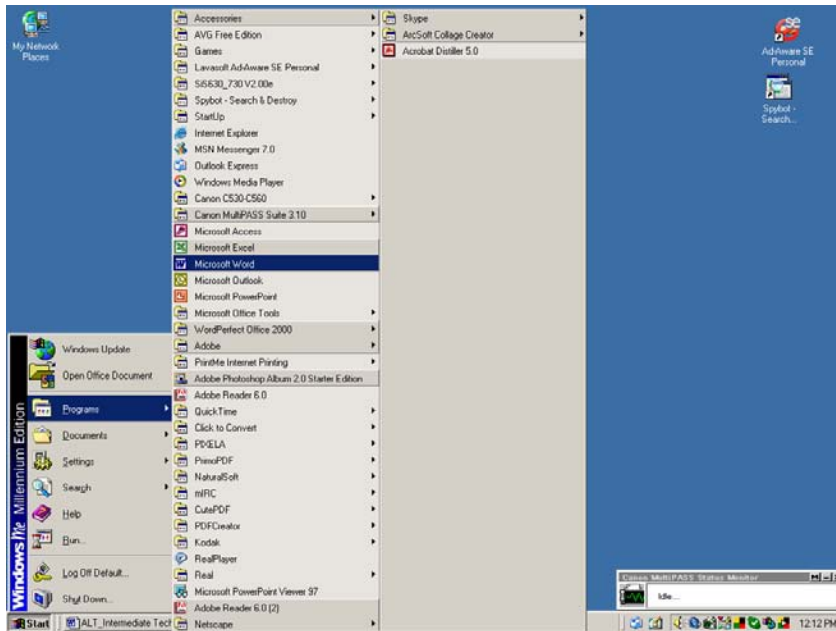 My Network
Places
Ad-Aware SE
Personal
Spybot -
Search...
Accessories
AVG Free Edition
Games
Lavasoft Ad-Aware SE Personal
SiS630_730 V2.00e
Spybot - Search & Destroy
StartUp
Internet Explorer
MSN Messenger 7.0
Outlook Express
Windows Media Player
Canon C530-C560
Canon MultiPASS Suite 3.10
Microsoft Access
Microsoft Excel
Microsoft Word
Microsoft Outlook
Microsoft PowerPoint
Microsoft Office Tools
WordPerfect Office 2000
Adobe
PrintMe Internet Printing
Adobe Photoshop Album 2.0 Starter Edition
Adobe Reader 6.0
QuickTime
Click to Convert
PIXELA
PrimoPDF
NaturalSoft
mIRC
CutePDF
PDFCreator
Kodak
RealPlayer
Real
Microsoft PowerPoint Viewer 97
Adobe Reader 6.0 (2)
Netscape
Skype
ArcSoft Collage Creator
Acrobat Distiller 5.0
Windows Update
Open Office Document
Programs
Documents
Settings
Search
Help
Run...
Log Off Default...
Shut Down...
Windows Me Millennium Edition
Canon MultiPASS Status Monitor
Idle...
Start
ALT_Intermediate Tech
12:12 PM